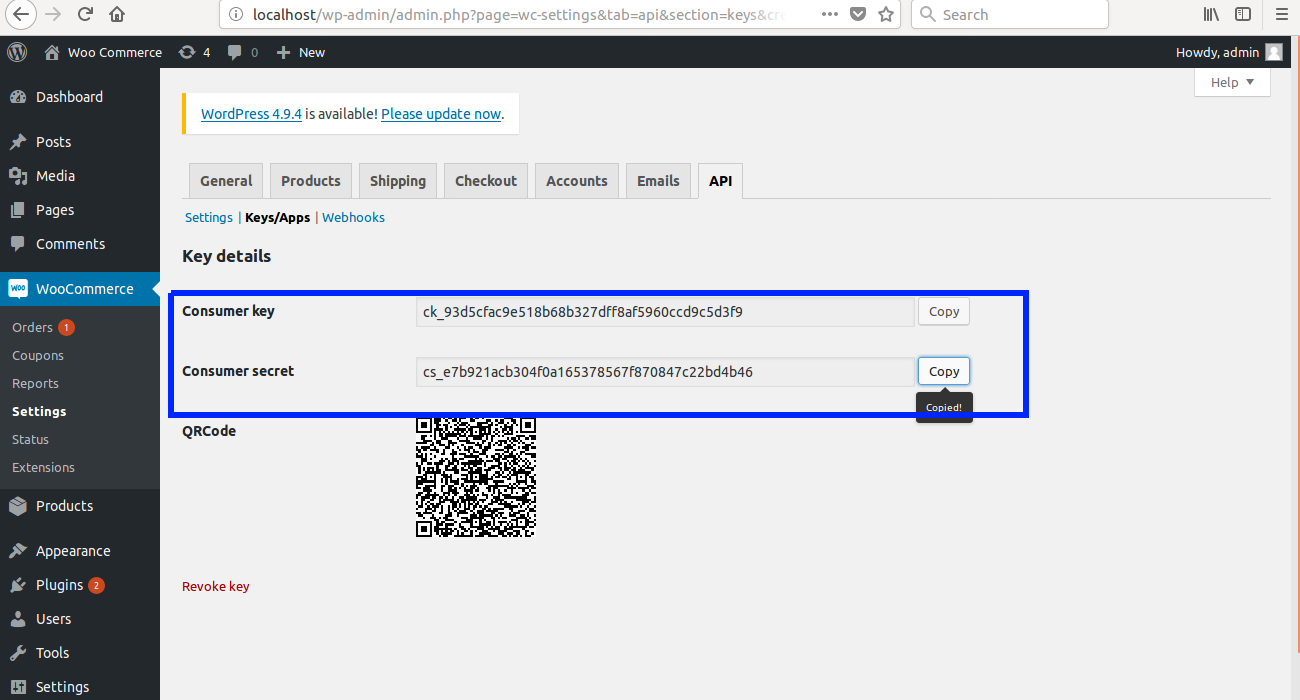 localhost/wp-admin/admin.php?page=wc-settings&tab=api&section=keys&cre
Search
Woo Commerce 4 0 New
Howdy, admin
Help
Dashboard
Posts
Media
Pages
Comments
WOO WooCommerce
Orders 1
Coupons
Reports
Settings
Status
Extensions
Products
Appearance
Plugins 2
Users
Tools
Settings
WordPress 4.9.4 is available! Please update now.
General Products Shipping Checkout Accounts Emails API
Settings | Keys/Apps | Webhooks
Key details
Consumer key ck_93d5cfac9e518b68b327dff8af5960ccd9c5d3f9 Copy
Consumer secret cs_e7b921acb304f0a165378567f870847c22bd4b46 Copy
Copied!
QRCode
Revoke key